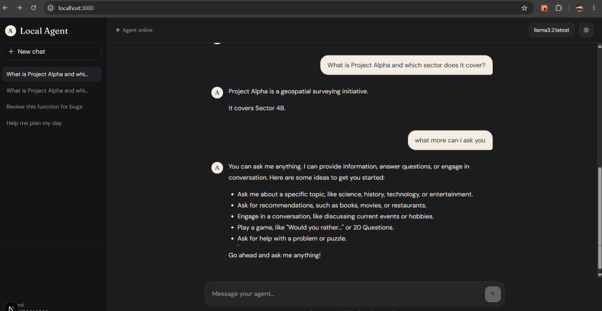 localhost:3000
A Local Agent
Agent online
llama3.2:latest
+ New chat
What is Project Alpha and whi...
What is Project Alpha and whi...
Review this function for bugs
Help me plan my day
What is Project Alpha and which sector does it cover?
A Project Alpha is a geospatial surveying initiative.
It covers Sector 4B.
what more can i ask you
A You can ask me anything. I can provide information, answer questions, or engage in
conversation. Here are some ideas to get you started:
• Ask me about a specific topic, like science, history, technology, or entertainment.
• Ask for recommendations, such as books, movies, or restaurants.
• Engage in a conversation, like discussing current events or hobbies.
• Play a game, like "Would you rather..." or 20 Questions.
• Ask for help with a problem or puzzle.
Go ahead and ask me anything!
Message your agent...
N